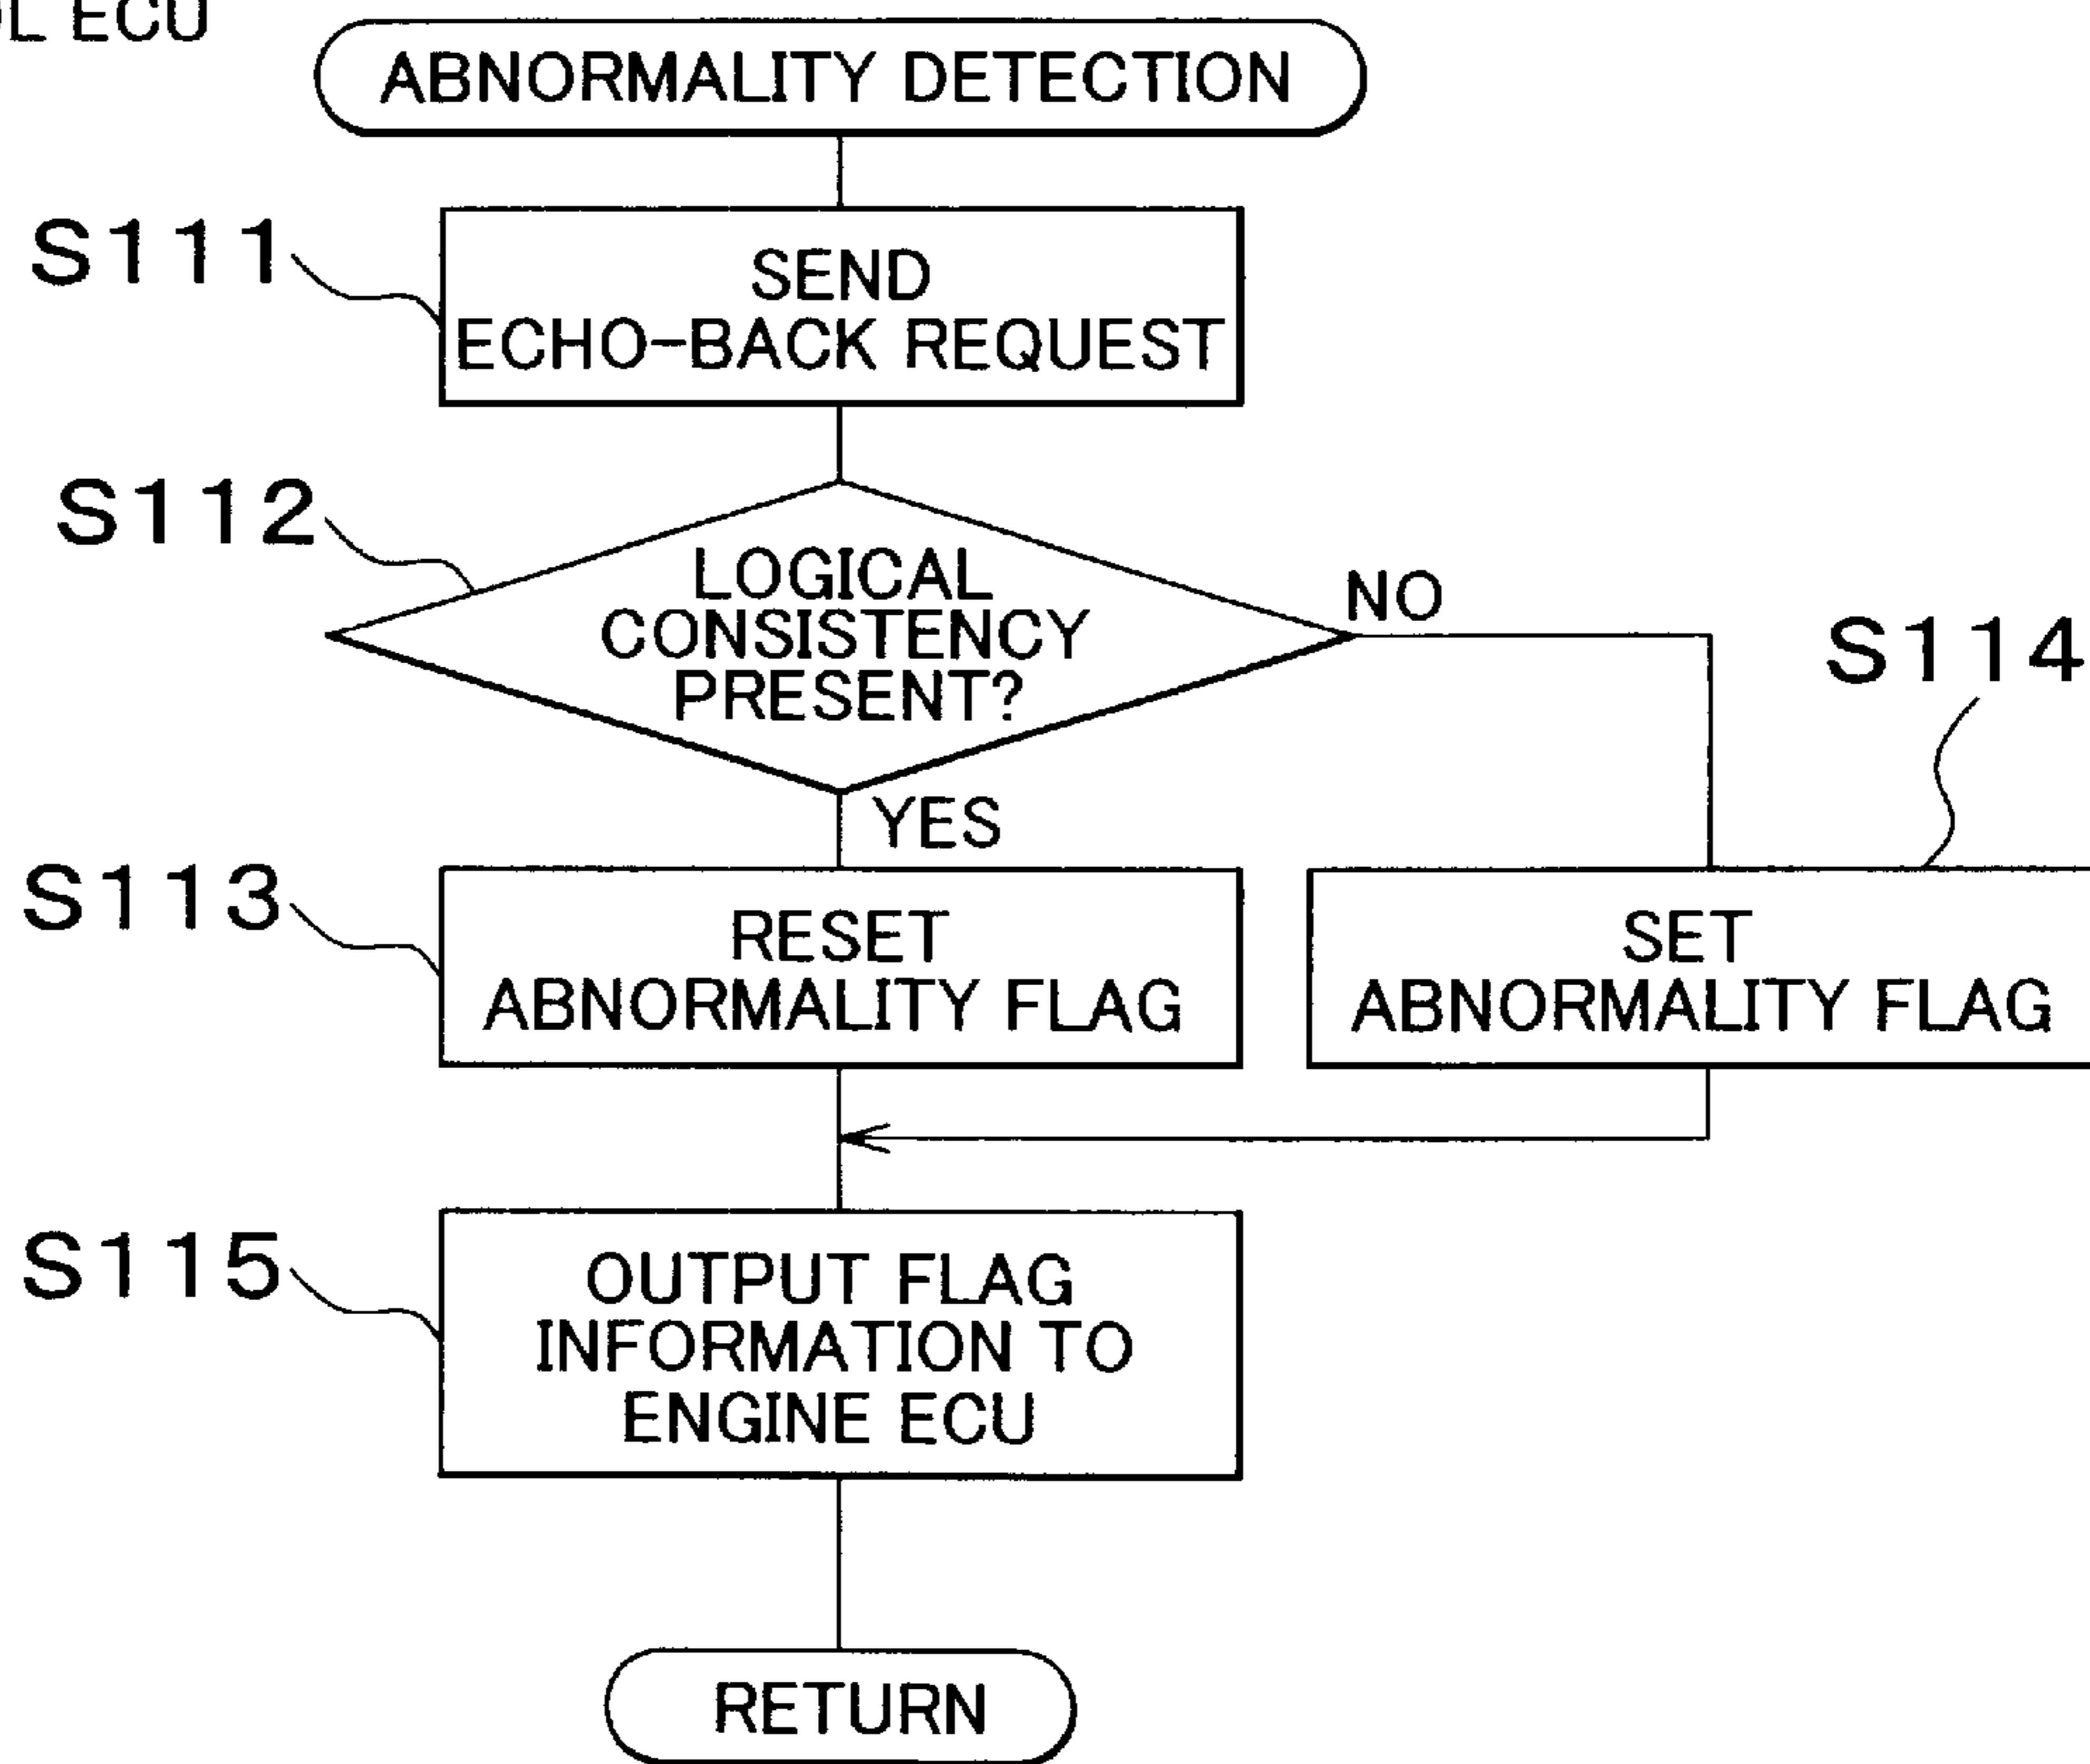 ECU
ABNORMALITY DETECTION
S111
SEND
ECHO-BACK REQUEST
S112
LOGICAL
CONSISTENCY
PRESENT?
NO
S114
YES
S113
RESET
ABNORMALITY FLAG
SET
ABNORMALITY FLAG
S115
OUTPUT FLAG
INFORMATION TO
ENGINE ECU
RETURN